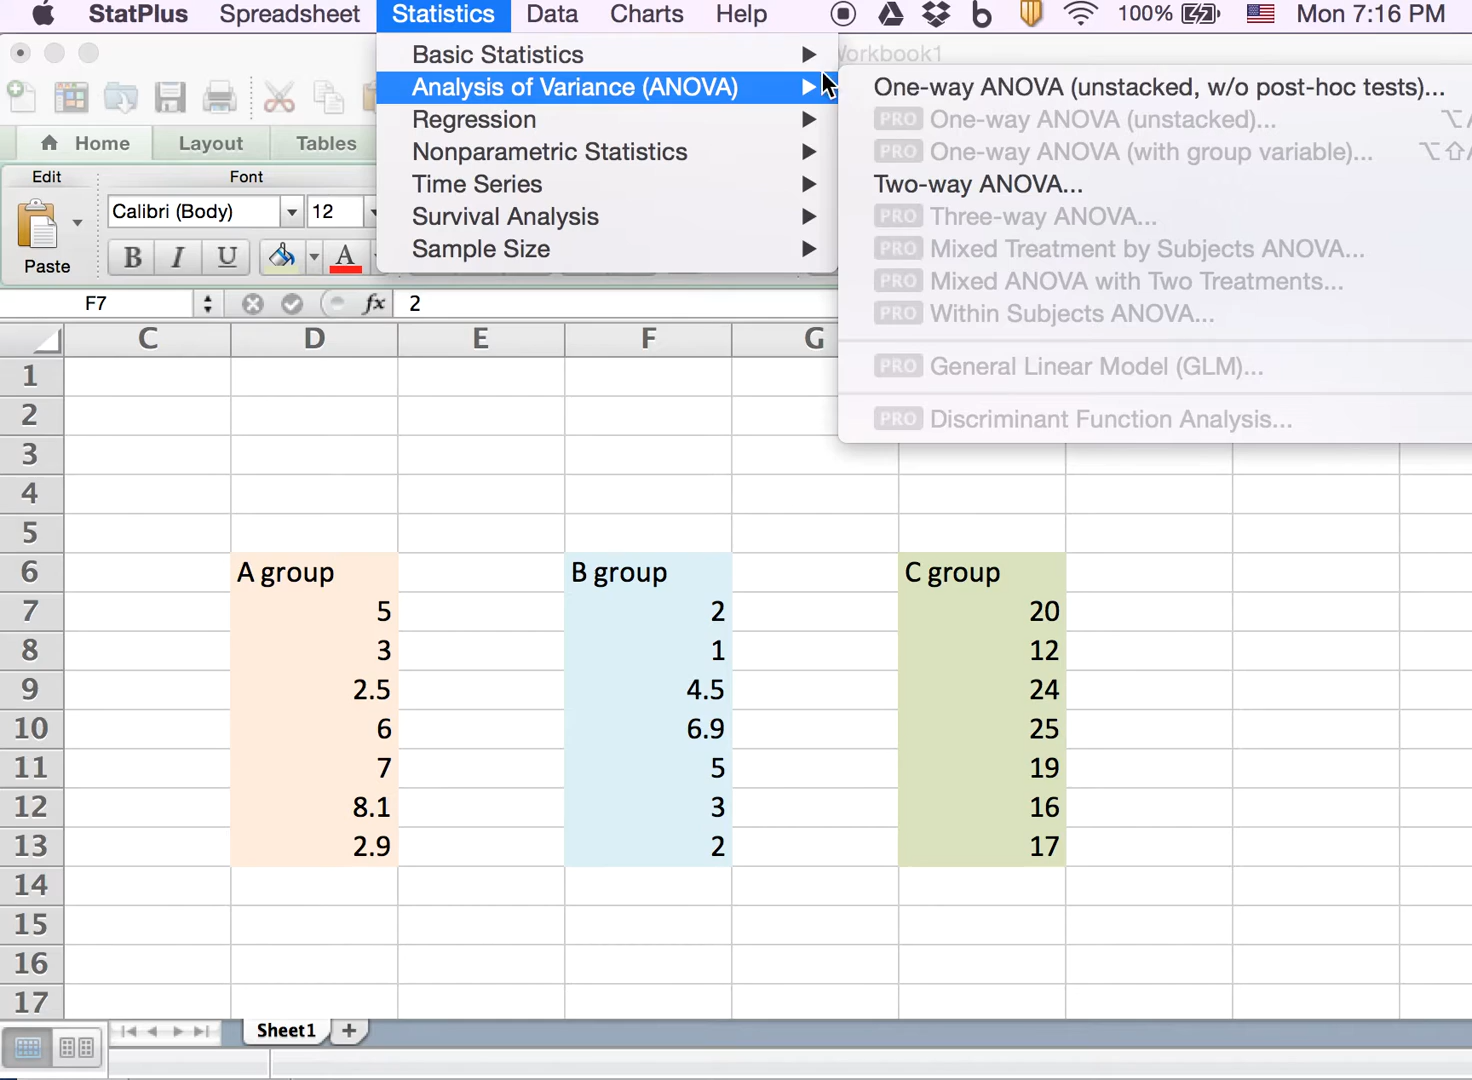 StatPlus Spreadsheet Statistics Data Charts Help 100% Mon 7:16 PM
orkbook1
Basic Statistics
Analysis of Variance (ANOVA)
Regression
Nonparametric Statistics
Time Series
Survival Analysis
Sample Size
One-way ANOVA (unstacked, w/o post-hoc tests)...
PRO One-way ANOVA (unstacked)... ⌥A
PRO One-way ANOVA (with group variable)... ⌥⇧A
Two-way ANOVA...
PRO Three-way ANOVA...
PRO Mixed Treatment by Subjects ANOVA...
PRO Mixed ANOVA with Two Treatments...
PRO Within Subjects ANOVA...
PRO General Linear Model (GLM)...
PRO Discriminant Function Analysis...
Home Layout Tables
Edit Font
Calibri (Body) 12
Paste B I U A
F7 fx 2
C D E F G
1
2
3
4
5
6 A group B group C group
7 5 2 20
8 3 1 12
9 2.5 4.5 24
10 6 6.9 25
11 7 5 19
12 8.1 3 16
13 2.9 2 17
14
15
16
17
Sheet1 +